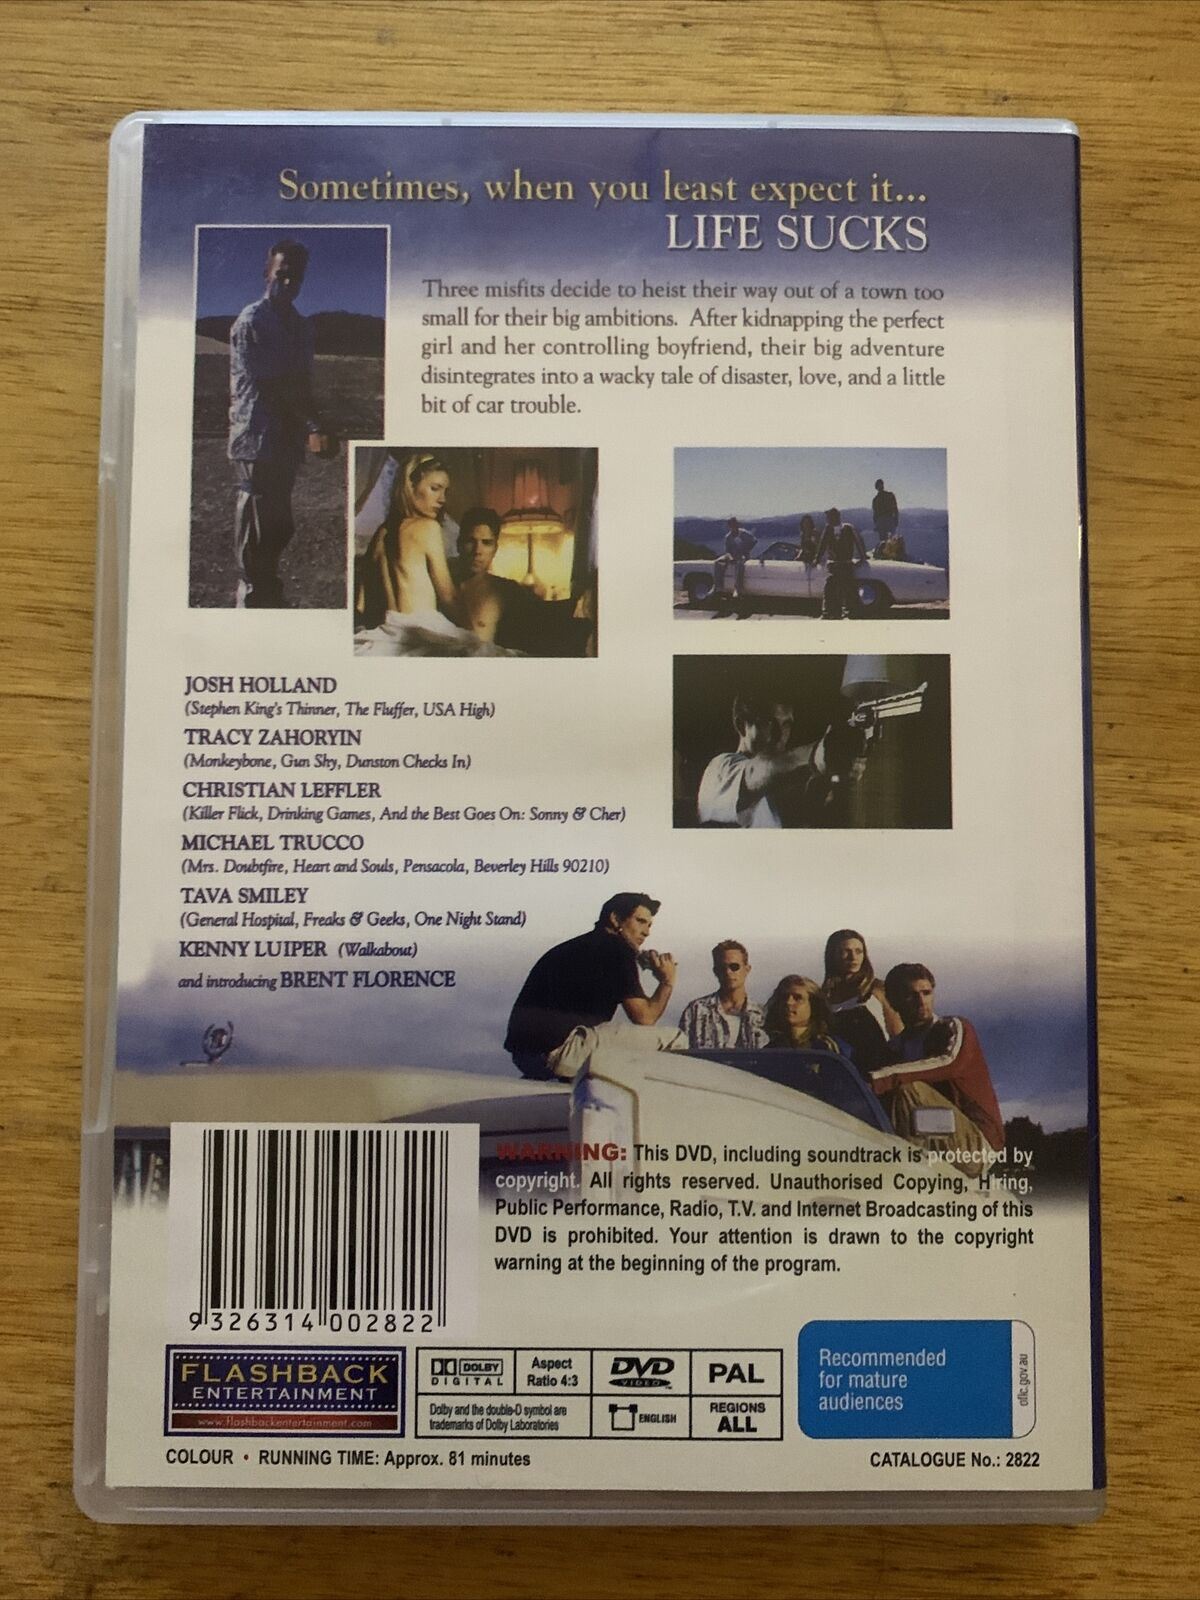 Sometimes, when you least expect it...
LIFE SUCKS
Three misfits decide to heist their way out of a town too
small for their big ambitions. After kidnapping the perfect
girl and her controlling boyfriend, their big adventure
disintegrates into a wacky tale of disaster, love, and a little
bit of car trouble.
JOSH HOLLAND
(Stephen King's Thinner, The Fluffer, USA High)
TRACY ZAHORYIN
(Monkeybone, Gun Shy, Dunston Checks In)
CHRISTIAN LEFFLER
(Killer Flick, Drinking Games, And the Best Goes On: Sonny & Cher)
MICHAEL TRUCCO
(Mrs. Doubtfire, Heart and Souls, Pensacola, Beverley Hills 90210)
TAVA SMILEY
(General Hospital, Freaks & Geeks, One Night Stand)
KENNY LUIPER (Walkabout)
and introducing BRENT FLORENCE
WARNING: This DVD, including soundtrack is protected by
copyright. All rights reserved. Unauthorised Copying, Hiring,
Public Performance, Radio, T.V. and Internet Broadcasting of this
DVD is prohibited. Your attention is drawn to the copyright
warning at the beginning of the program.
9 326314 002822
FLASHBACK
ENTERTAINMENT
www.flashbackentertainment.com
DOLBY
DIGITAL
Aspect
Ratio 4:3
DVD
VIDEO
PAL
Dolby and the double-D symbol are
trademarks of Dolby Laboratories
ENGLISH
REGIONS
ALL
Recommended
for mature
audiences
oflc.gov.au
COLOUR • RUNNING TIME: Approx. 81 minutes
CATALOGUE No.: 2822